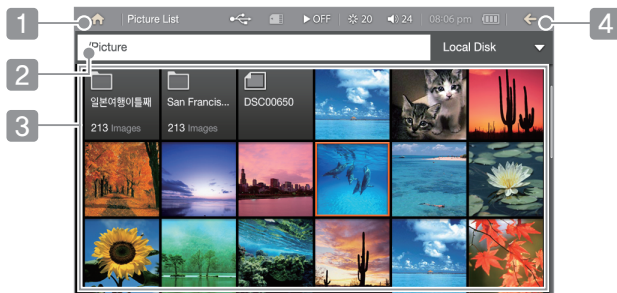 1
Picture List
OFF
20
24
08:06 pm
4
2
/Picture
Local Disk
3
일본여행이틀째
213 Images
San Francis...
213 Images
DSC00650